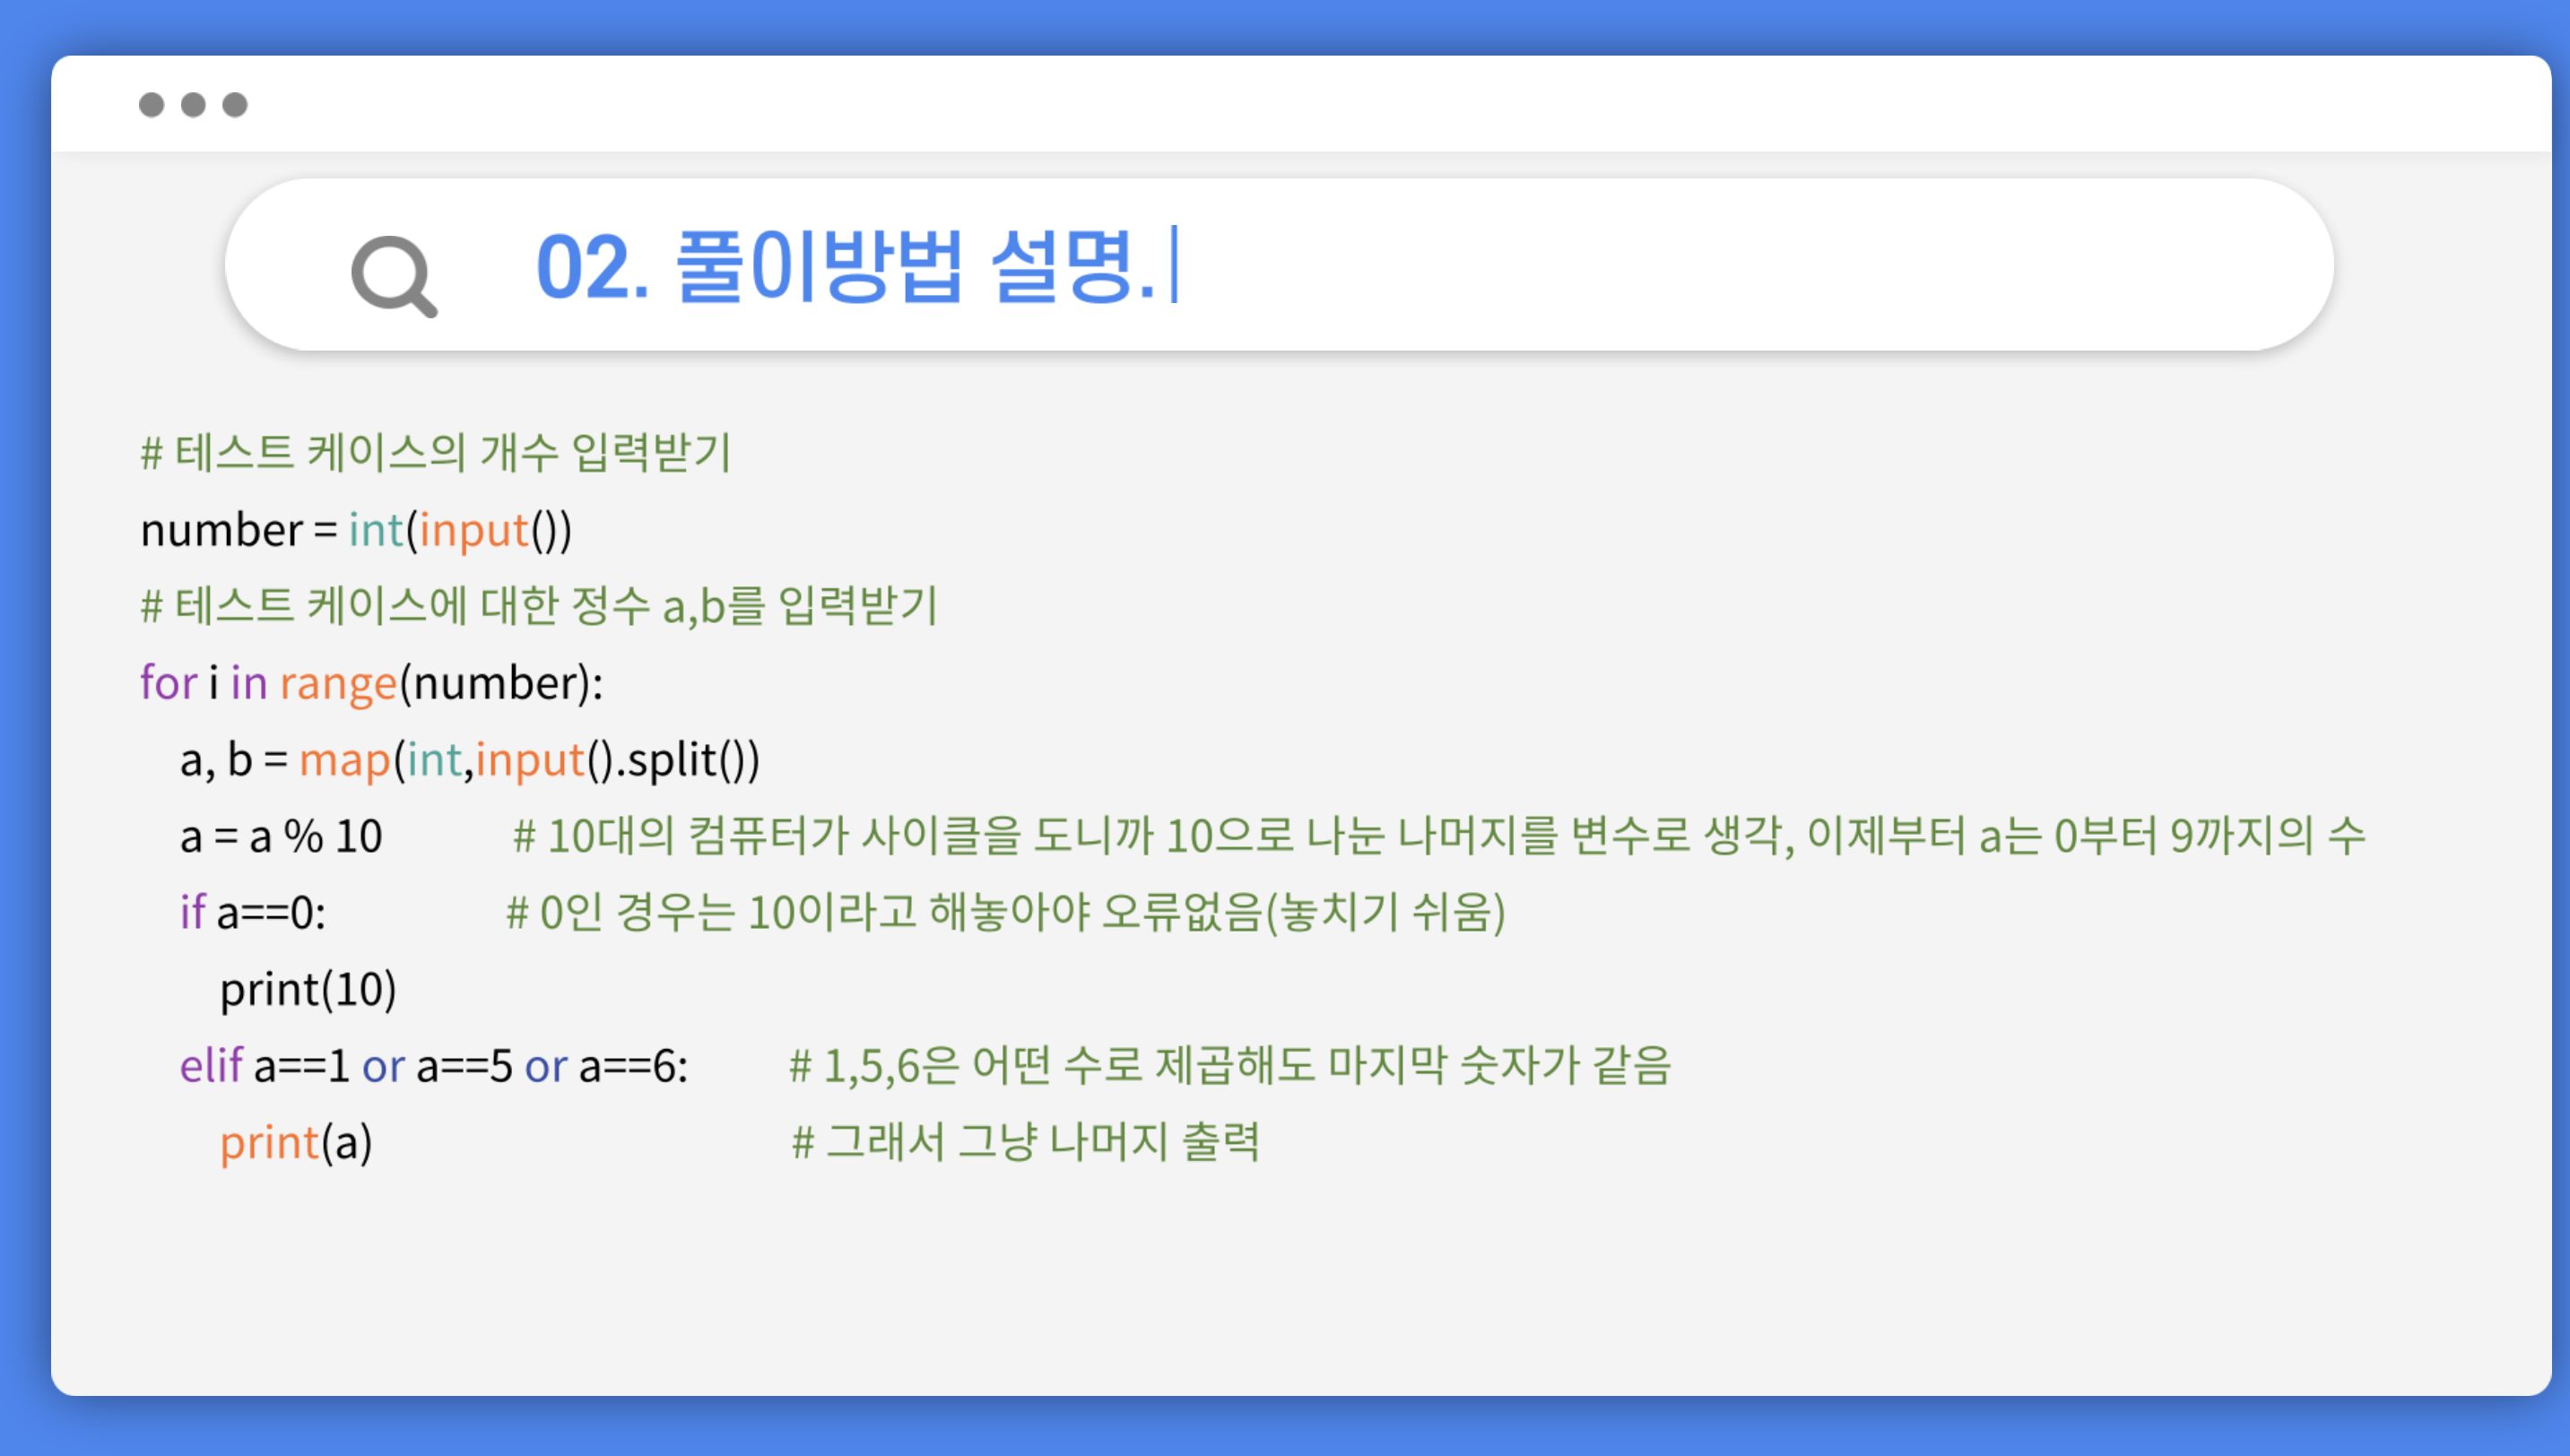 02. 풀이방법 설명.
# 테스트 케이스의 개수 입력받기
number = int(input())
# 테스트 케이스에 대한 정수 a,b를 입력받기
for i in range(number):
a, b = map(int,input().split())
a = a % 10 # 10대의 컴퓨터가 사이클을 도니까 10으로 나눈 나머지를 변수로 생각, 이제부터 a는 0부터 9까지의 수
if a==0: # 0인 경우는 10이라고 해놓아야 오류없음(놓치기 쉬움)
print(10)
elif a==1 or a==5 or a==6: # 1,5,6은 어떤 수로 제곱해도 마지막 숫자가 같음
print(a) # 그래서 그냥 나머지 출력